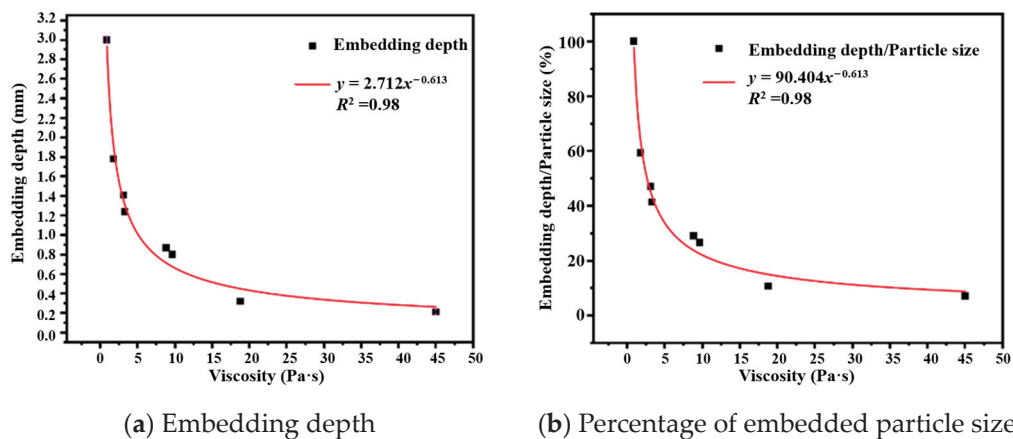 3.2
3.0
2.8
2.6
2.4
2.2
2.0
1.8
1.6
1.4
1.2
1.0
0.8
0.6
0.4
0.2
0.0
Embedding depth (mm)
Embedding depth
y = 2.712x^−0.613
R² =0.98
0 5 10 15 20 25 30 35 40 45 50
Viscosity (Pa·s)
(a) Embedding depth
100
80
60
40
20
0
Embedding depth/Particle size (%)
Embedding depth/Particle size
y = 90.404x^−0.613
R² =0.98
0 5 10 15 20 25 30 35 40 45 50
Viscosity (Pa·s)
(b) Percentage of embedded particle size